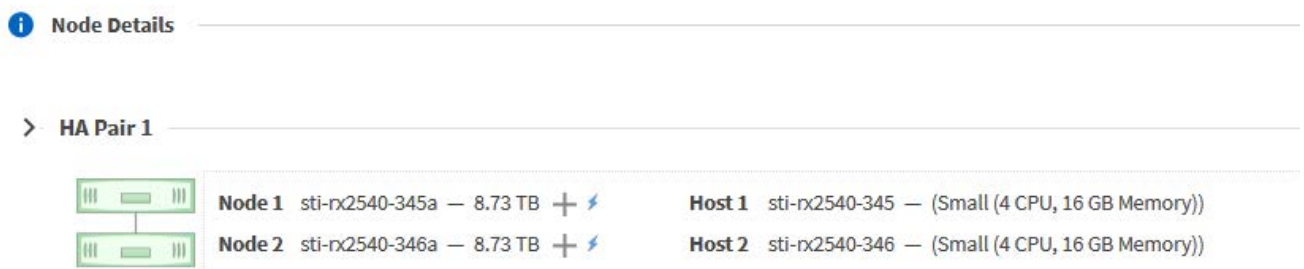 Node Details
HA Pair 1
Node 1 sti-rx2540-345a — 8.73 TB Host 1 sti-rx2540-345 — (Small (4 CPU, 16 GB Memory))
Node 2 sti-rx2540-346a — 8.73 TB Host 2 sti-rx2540-346 — (Small (4 CPU, 16 GB Memory))